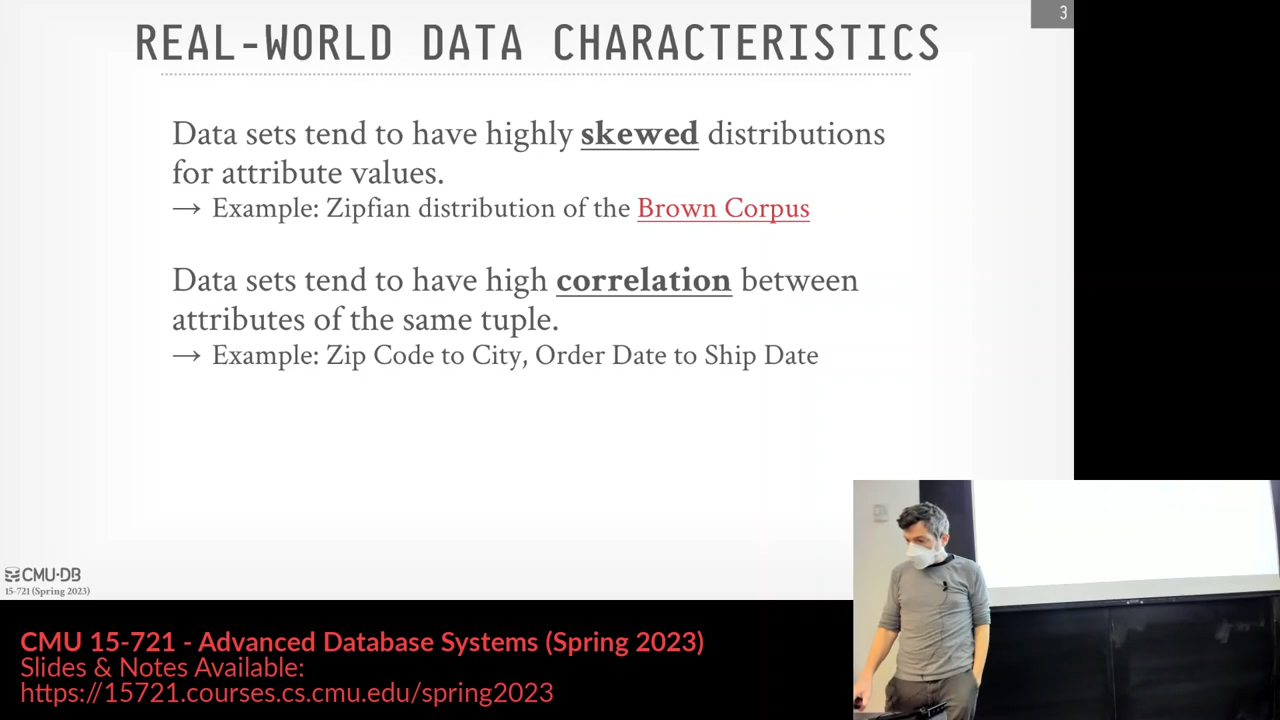 3
REAL-WORLD DATA CHARACTERISTICS
Data sets tend to have highly skewed distributions
for attribute values.
→ Example: Zipfian distribution of the Brown Corpus
Data sets tend to have high correlation between
attributes of the same tuple.
→ Example: Zip Code to City, Order Date to Ship Date
CMU·DB
15-721 (Spring 2023)
CMU 15-721 - Advanced Database Systems (Spring 2023)
Slides & Notes Available:
https://15721.courses.cs.cmu.edu/spring2023